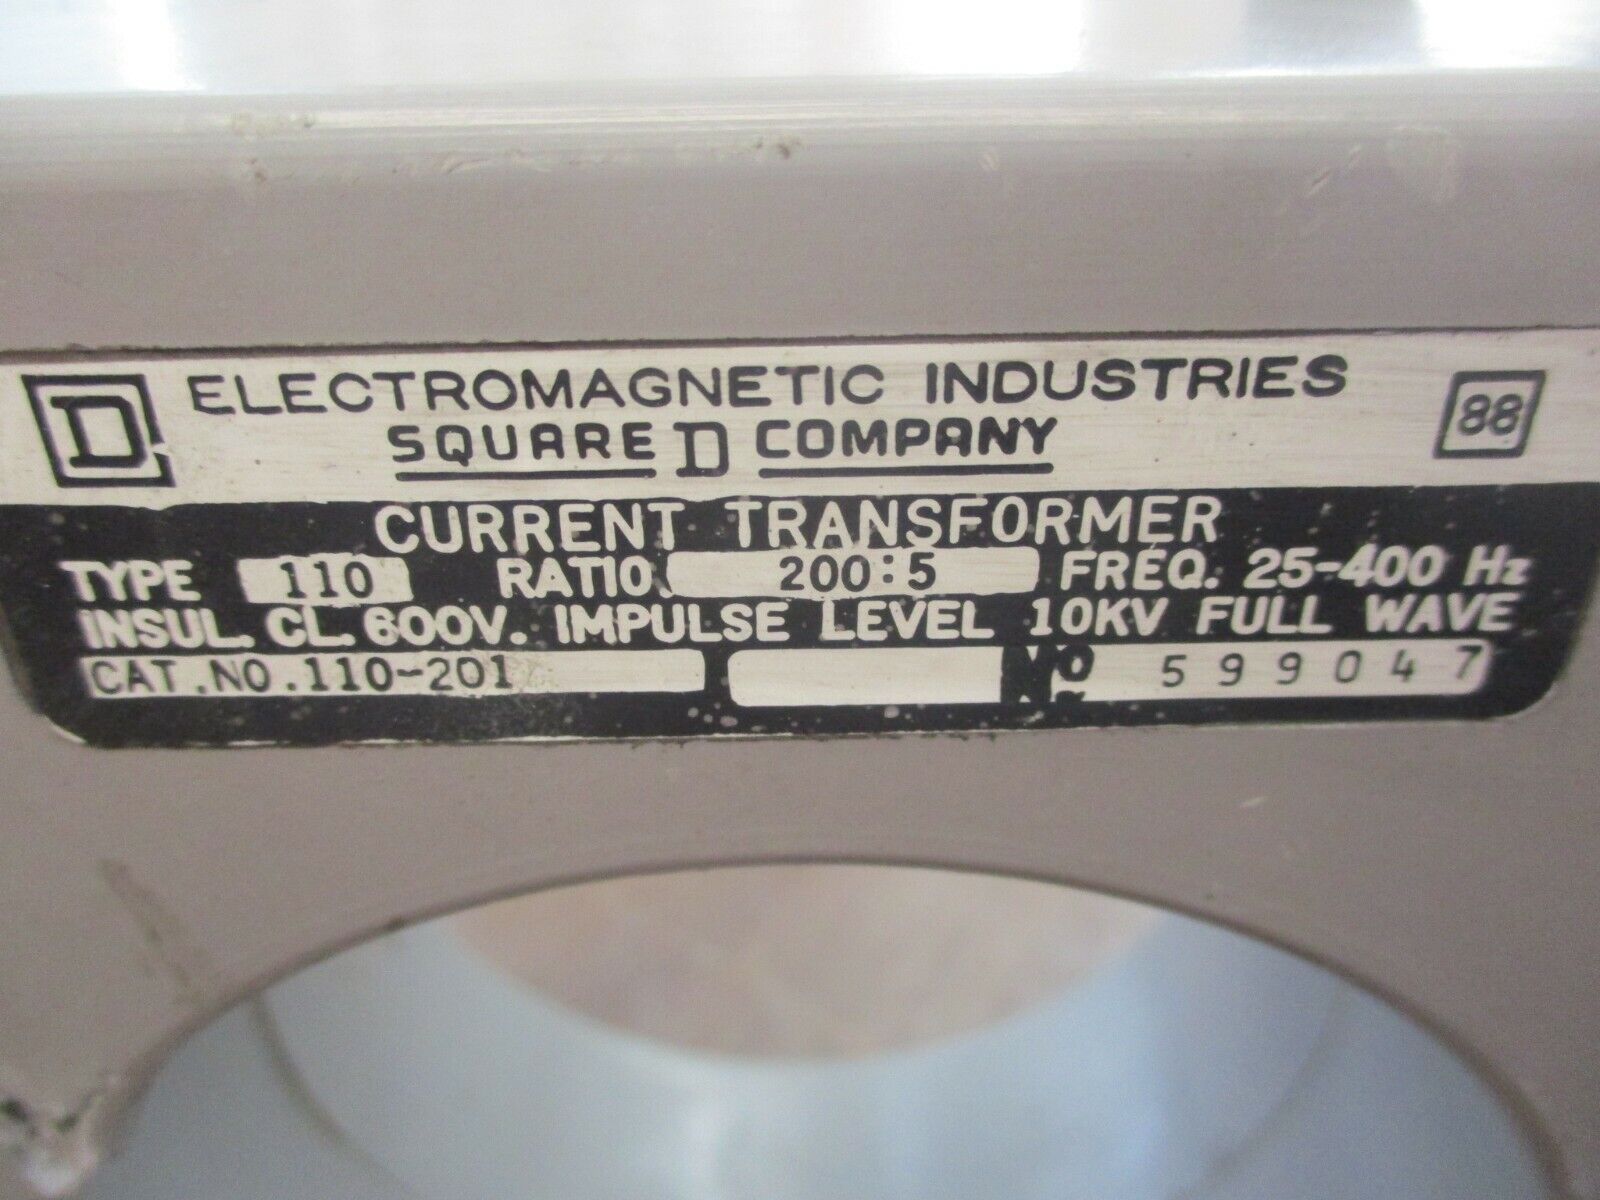 D ELECTROMAGNETIC INDUSTRIES
SQUARE D COMPANY
88
CURRENT TRANSFORMER
TYPE 110 RATIO 200:5 FREQ. 25-400 Hz
INSUL. CL. 600V. IMPULSE LEVEL 10KV FULL WAVE
CAT.NO.110-201 No 599047